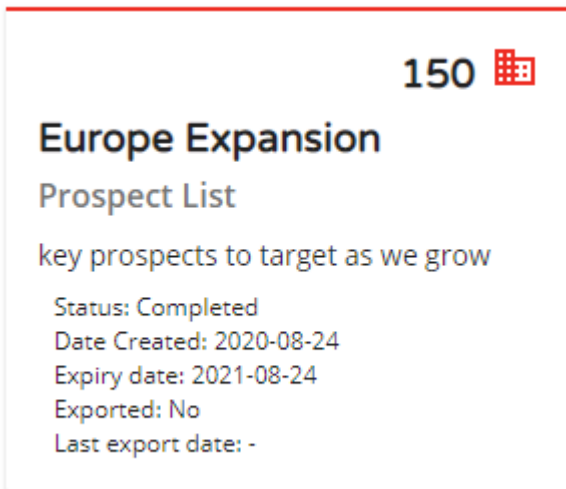 150
Europe Expansion
Prospect List
key prospects to target as we grow
Status: Completed
Date Created: 2020-08-24
Expiry date: 2021-08-24
Exported: No
Last export date: -